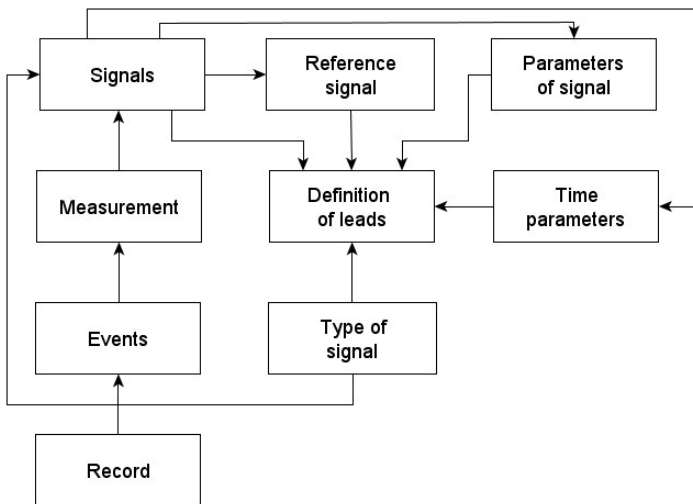 Signals
Reference
signal
Parameters
of signal
Measurement
Definition
of leads
Time
parameters
Events
Type of
signal
Record